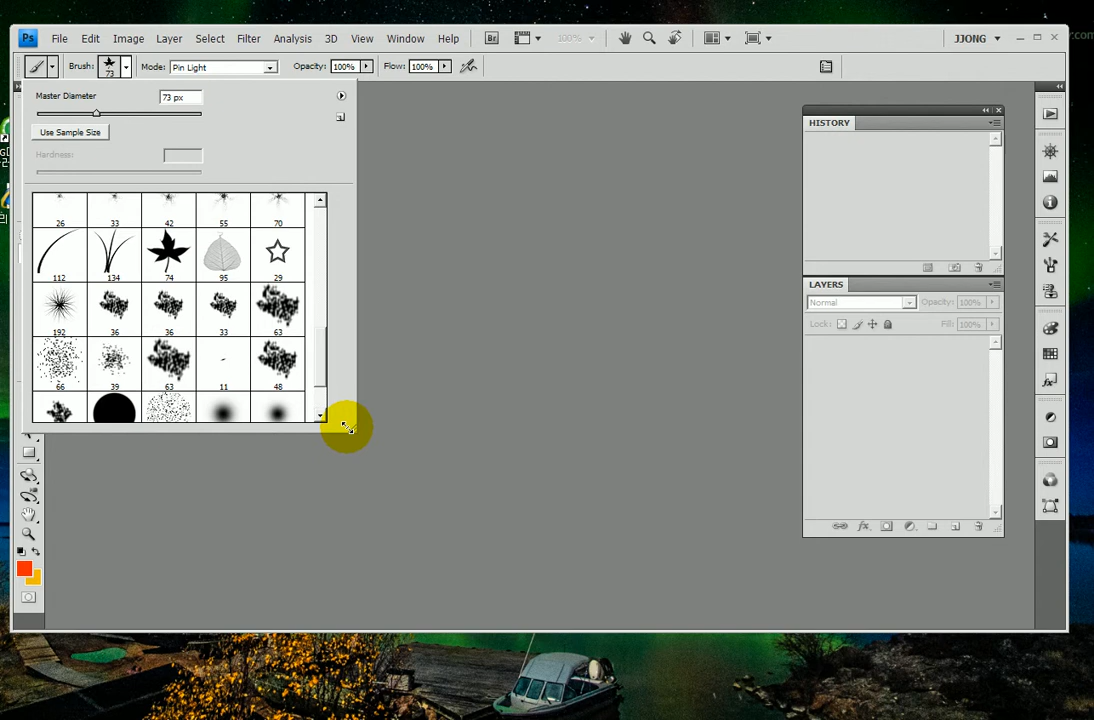 Ps File Edit Image Layer Select Filter Analysis 3D View Window Help Br 100% JJONG
Brush: 73 Mode: Pin Light Opacity: 100% Flow: 100%
Master Diameter 73 px
Use Sample Size
Hardness:
26 33 42 55 70
112 134 74 95 29
192 36 36 33 63
66 39 63 11 48
HISTORY
LAYERS
Normal Opacity: 100%
Lock: Fill: 100%